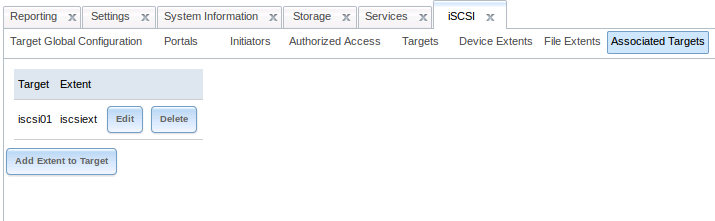 Reporting x Settings x System Information x Storage x Services x iSCSI x
Target Global Configuration Portals Initiators Authorized Access Targets Device Extents File Extents Associated Targets
Target Extent
iscsi01 iscsiext Edit Delete
Add Extent to Target